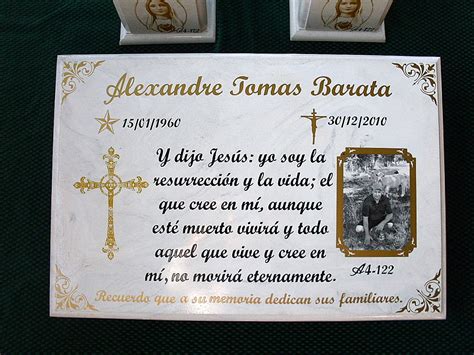 A4-122
Alexandre Tomas Barata
15/01/1960
30/12/2010
Y dijo Jesús: yo soy la
resurrección y la vida; el
que cree en mí, aunque
esté muerto vivirá y todo
aquel que vive y cree en
mí, no morirá eternamente.
A4-122
Recuerdo que a su memoria dedican sus familiares.